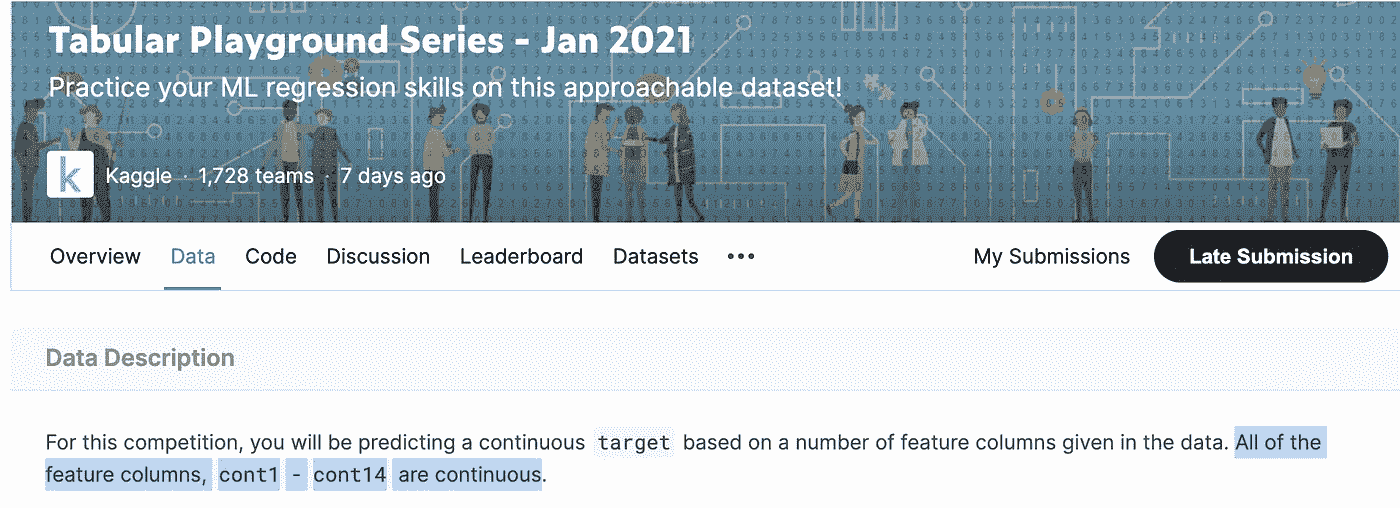 Tabular Playground Series - Jan 2021
Practice your ML regression skills on this approachable dataset!
k Kaggle · 1,728 teams · 7 days ago
Overview Data Code Discussion Leaderboard Datasets ••• My Submissions Late Submission
Data Description
For this competition, you will be predicting a continuous target based on a number of feature columns given in the data. All of the
feature columns, cont1 - cont14 are continuous.